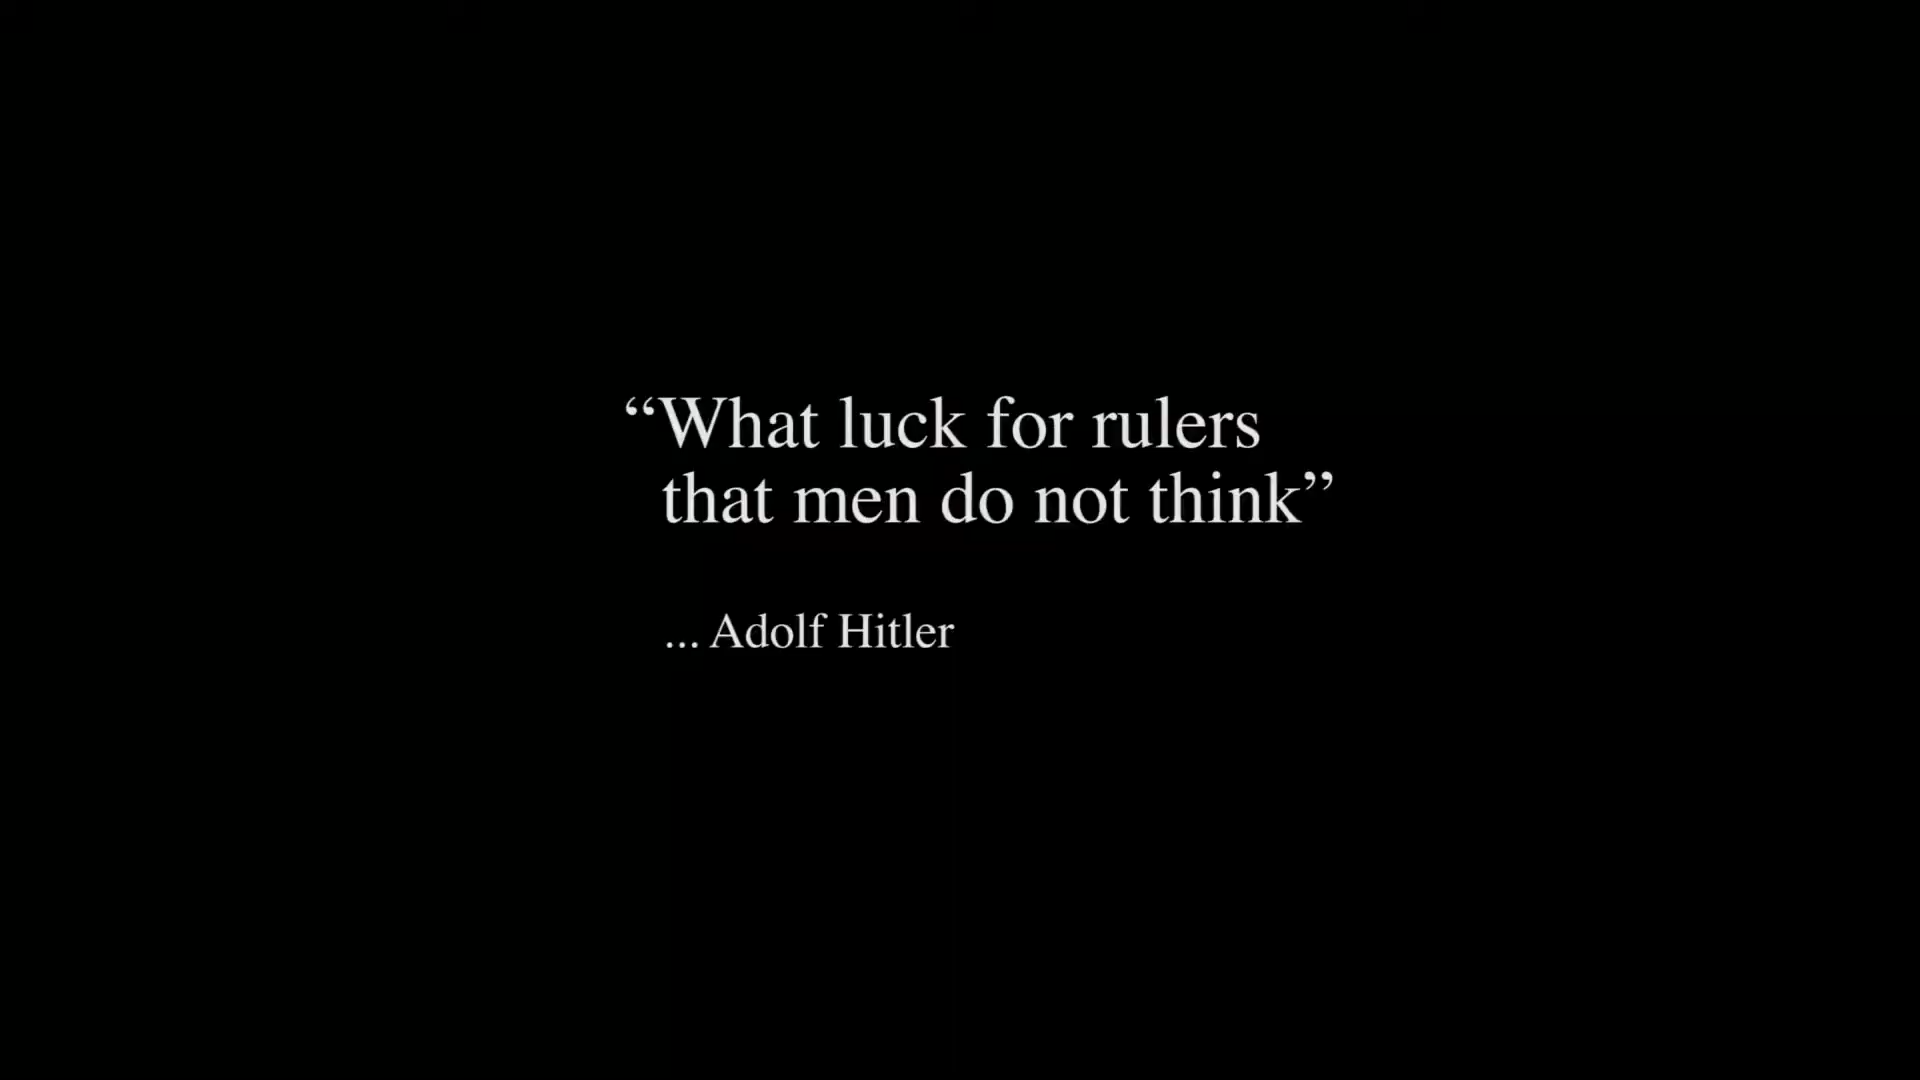 “What luck for rulers
that men do not think”
... Adolf Hitler